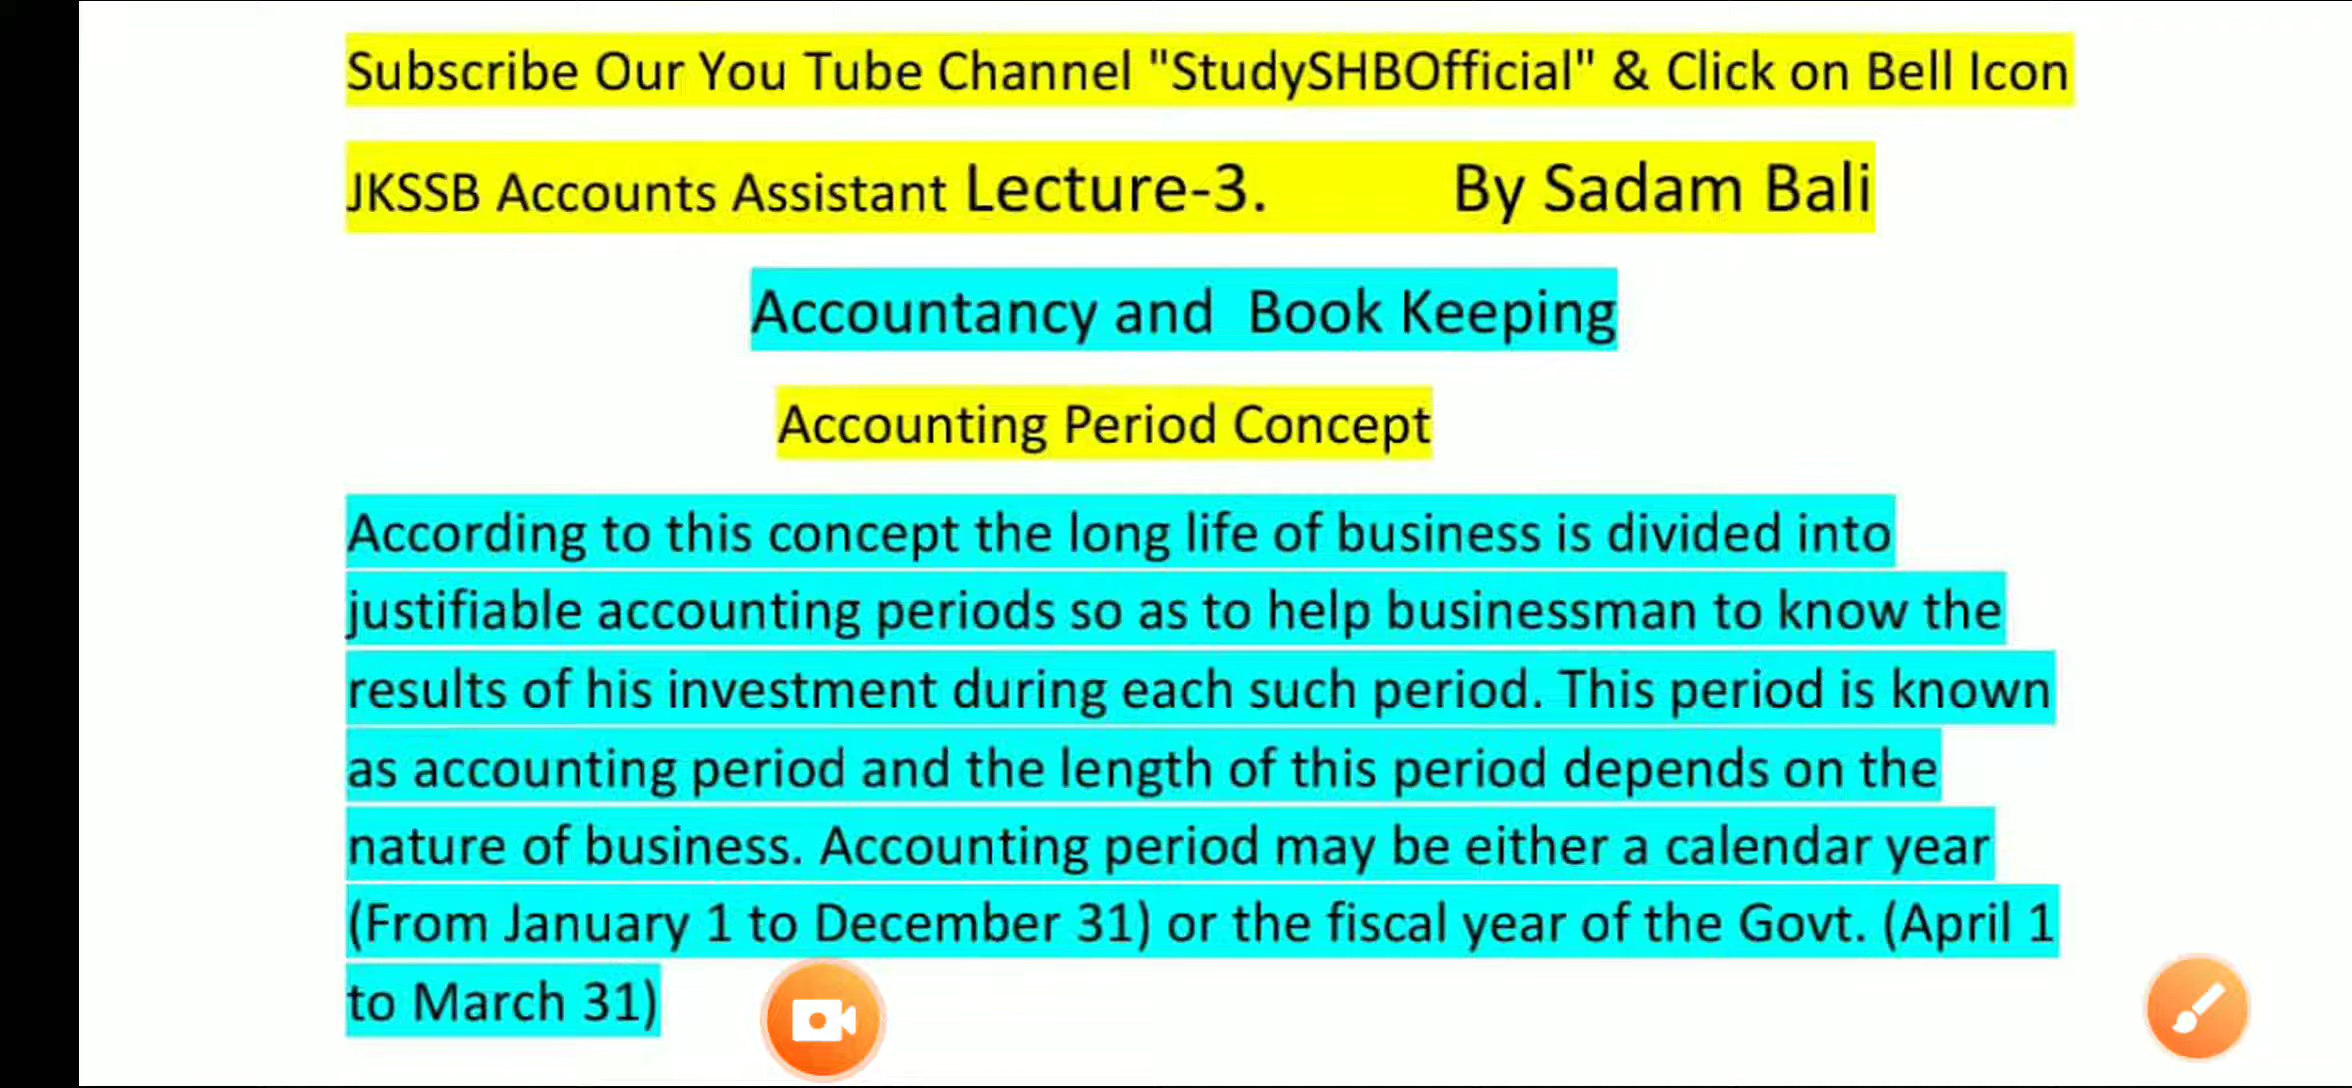 Subscribe Our You Tube Channel "StudySHBOfficial" & Click on Bell Icon
JKSSB Accounts Assistant Lecture-3. By Sadam Bali
Accountancy and Book Keeping
Accounting Period Concept
According to this concept the long life of business is divided into
justifiable accounting periods so as to help businessman to know the
results of his investment during each such period. This period is known
as accounting period and the length of this period depends on the
nature of business. Accounting period may be either a calendar year
(From January 1 to December 31) or the fiscal year of the Govt. (April 1
to March 31)